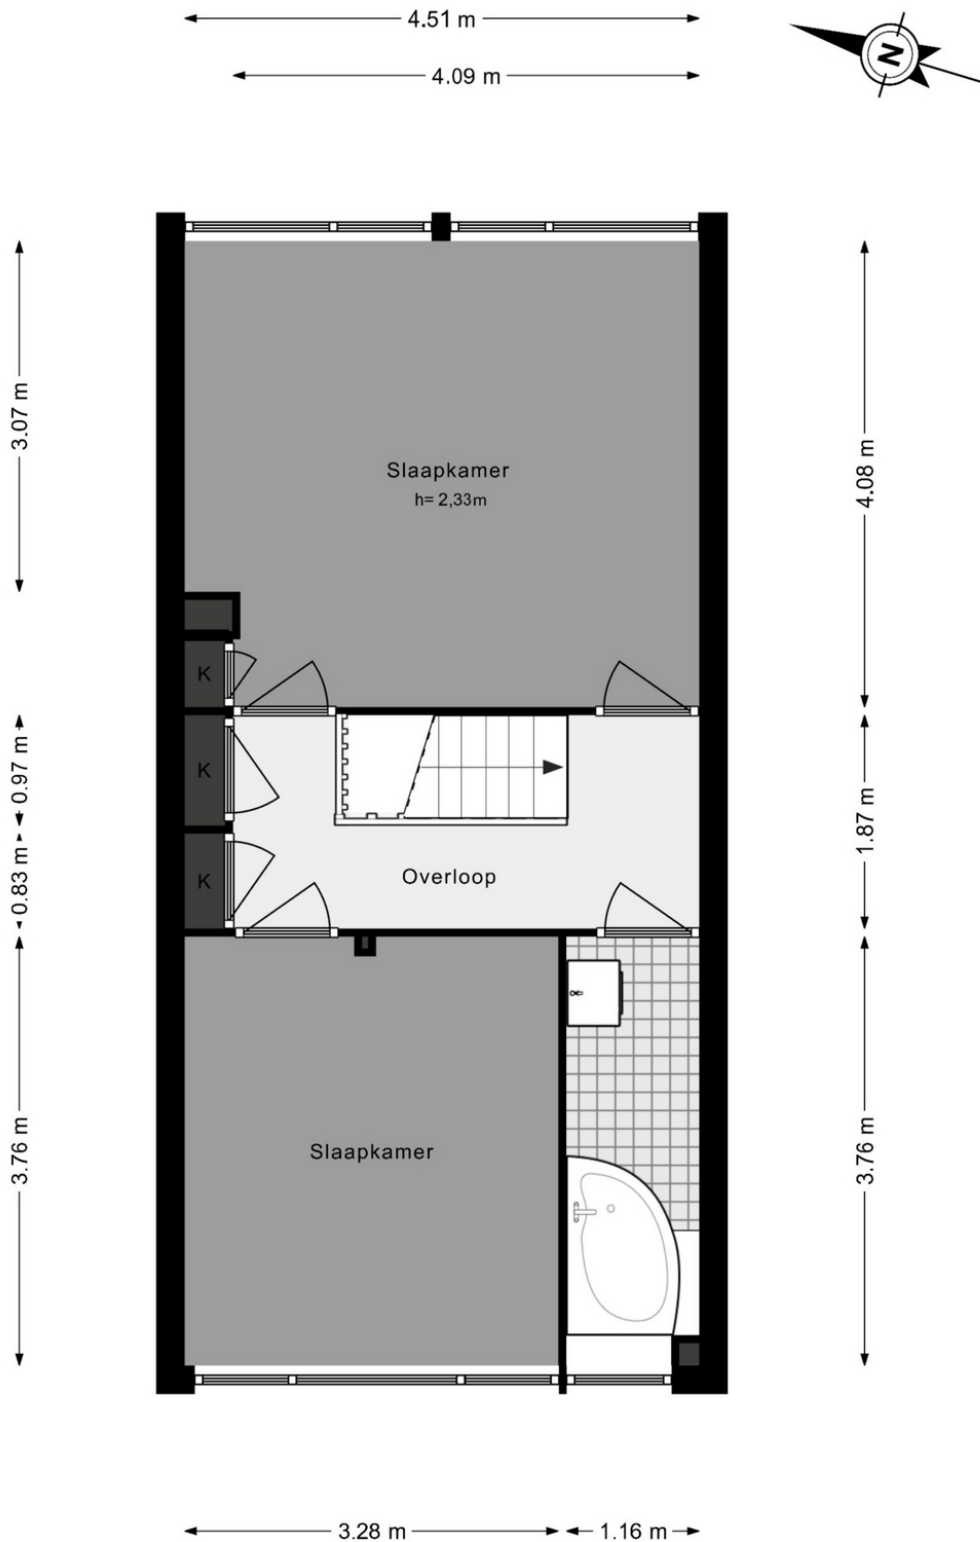 4.51 m
N
4.09 m
3.07 m
4.08 m
Slaapkamer
h= 2,33m
K
0.97 m
K
1.87 m
0.83 m
K
Overloop
3.76 m
Slaapkamer
3.76 m
3.28 m
1.16 m